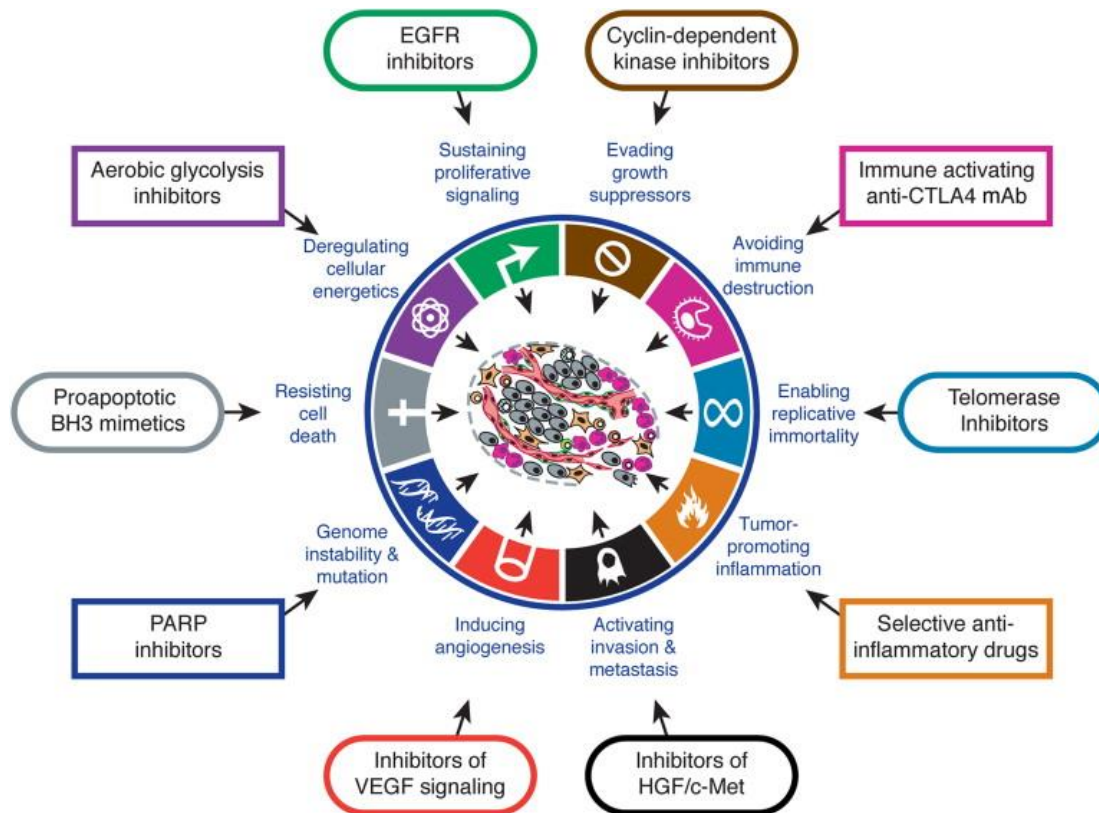 EGFR
inhibitors
Cyclin-dependent
kinase inhibitors
Sustaining
proliferative
signaling
Evading
growth
suppressors
Aerobic glycolysis
inhibitors
Immune activating
anti-CTLA4 mAb
Deregulating
cellular
energetics
Avoiding
immune
destruction
Proapoptotic
BH3 mimetics
Resisting
cell
death
Enabling
replicative
immortality
Telomerase
Inhibitors
Genome
instability &
mutation
Tumor-
promoting
inflammation
PARP
inhibitors
Inducing
angiogenesis
Activating
invasion &
metastasis
Selective anti-
inflammatory drugs
Inhibitors of
VEGF signaling
Inhibitors of
HGF/c-Met